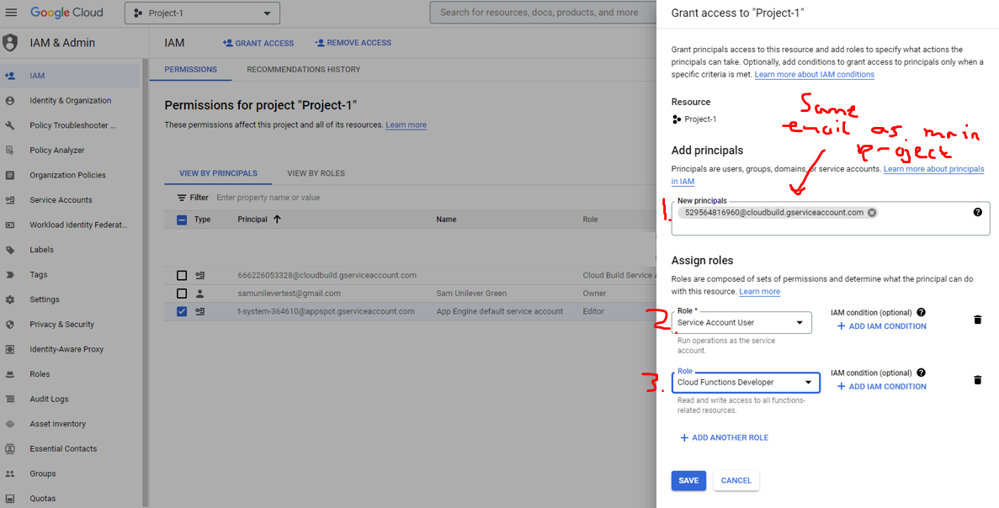 Google Cloud
Project-1
Search for resources, docs, products, and more
IAM & Admin
IAM
Identity & Organization
Policy Troubleshooter ...
Policy Analyzer
Organization Policies
Service Accounts
Workload Identity Federat...
Labels
Tags
Settings
Privacy & Security
Identity-Aware Proxy
Roles
Audit Logs
Asset Inventory
Essential Contacts
Groups
Quotas
IAM
GRANT ACCESS
REMOVE ACCESS
PERMISSIONS
RECOMMENDATIONS HISTORY
Permissions for project "Project-1"
These permissions affect this project and all of its resources. Learn more
VIEW BY PRINCIPALS
VIEW BY ROLES
Filter Enter property name or value
Type Principal Name Role
666226053328@cloudbuild.gserviceaccount.com Cloud Build Service A
samunilevertest@gmail.com Sam Unilever Green Owner
t-system-364610@appspot.gserviceaccount.com App Engine default service account Editor
Grant access to "Project-1"
Grant principals access to this resource and add roles to specify what actions the
principals can take. Optionally, add conditions to grant access to principals only when a
specific criteria is met. Learn more about IAM conditions
Resource
Project-1
Same
email as main
project
Add principals
Principals are users, groups, domains, or service accounts. Learn more about principals
in IAM
1.
New principals
529564816960@cloudbuild.gserviceaccount.com
Assign roles
Roles are composed of sets of permissions and determine what the principal can do
with this resource. Learn more
2.
Role *
Service Account User
IAM condition (optional)
ADD IAM CONDITION
Run operations as the service
account.
3.
Role
Cloud Functions Developer
IAM condition (optional)
ADD IAM CONDITION
Read and write access to all functions-
related resources.
ADD ANOTHER ROLE
SAVE
CANCEL